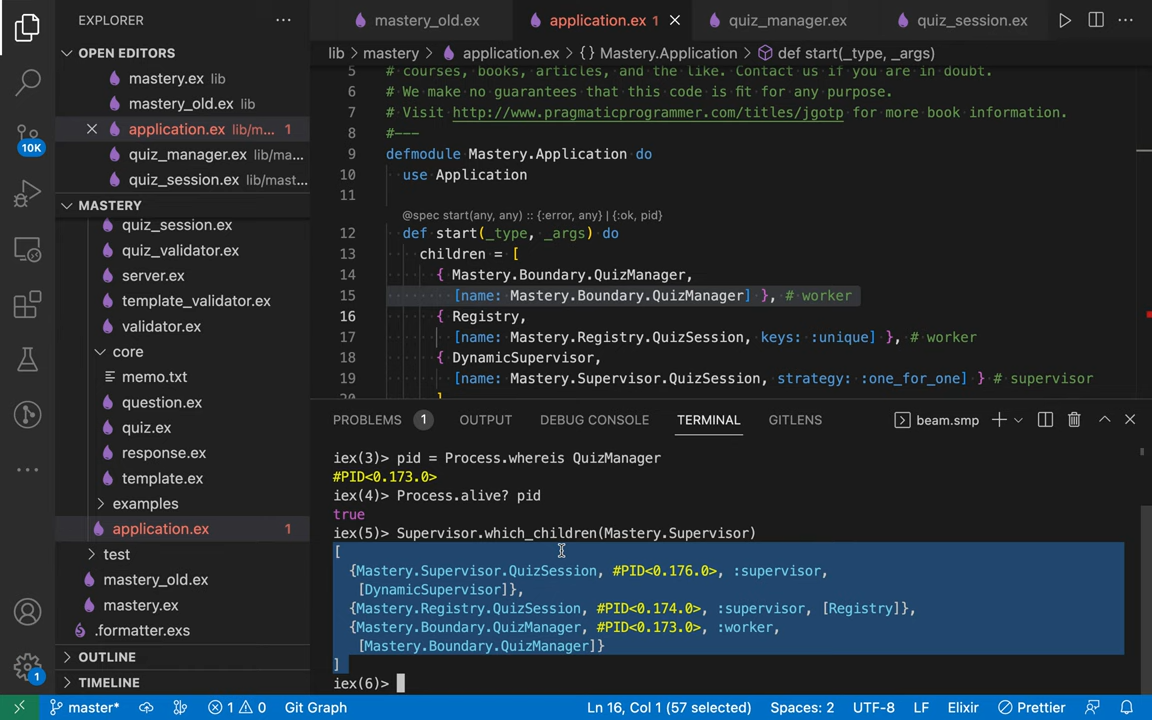 EXPLORER
OPEN EDITORS
mastery.ex lib
mastery_old.ex lib
application.ex lib/m... 1
quiz_manager.ex lib/ma...
quiz_session.ex lib/mast...
MASTERY
quiz_session.ex
quiz_validator.ex
server.ex
template_validator.ex
validator.ex
core
memo.txt
question.ex
quiz.ex
response.ex
template.ex
examples
application.ex 1
test
mastery_old.ex
mastery.ex
.formatter.exs
OUTLINE
TIMELINE
10K
1
mastery_old.ex
application.ex 1
quiz_manager.ex
quiz_session.ex
lib > mastery > application.ex > {} Mastery.Application > def start(_type, _args)
5 # courses, books, articles, and the like. Contact us if you are in doubt.
6 # We make no guarantees that this code is fit for any purpose.
7 # Visit http://www.pragmaticprogrammer.com/titles/jgotp for more book information.
8 #---
9 defmodule Mastery.Application do
10 use Application
11
@spec start(any, any) :: {:error, any} | {:ok, pid}
12 def start(_type, _args) do
13 children = [
14 { Mastery.Boundary.QuizManager,
15 [name: Mastery.Boundary.QuizManager] }, # worker
16 { Registry,
17 [name: Mastery.Registry.QuizSession, keys: :unique] }, # worker
18 { DynamicSupervisor,
19 [name: Mastery.Supervisor.QuizSession, strategy: :one_for_one] } # supervisor
PROBLEMS 1 OUTPUT DEBUG CONSOLE TERMINAL GITLENS beam.smp
iex(3)> pid = Process.whereis QuizManager
#PID<0.173.0>
iex(4)> Process.alive? pid
true
iex(5)> Supervisor.which_children(Mastery.Supervisor)
[
{Mastery.Supervisor.QuizSession, #PID<0.176.0>, :supervisor,
[DynamicSupervisor]},
{Mastery.Registry.QuizSession, #PID<0.174.0>, :supervisor, [Registry]},
{Mastery.Boundary.QuizManager, #PID<0.173.0>, :worker,
[Mastery.Boundary.QuizManager]}
]
iex(6)>
master* 1 0 Git Graph Ln 16, Col 1 (57 selected) Spaces: 2 UTF-8 LF Elixir Prettier